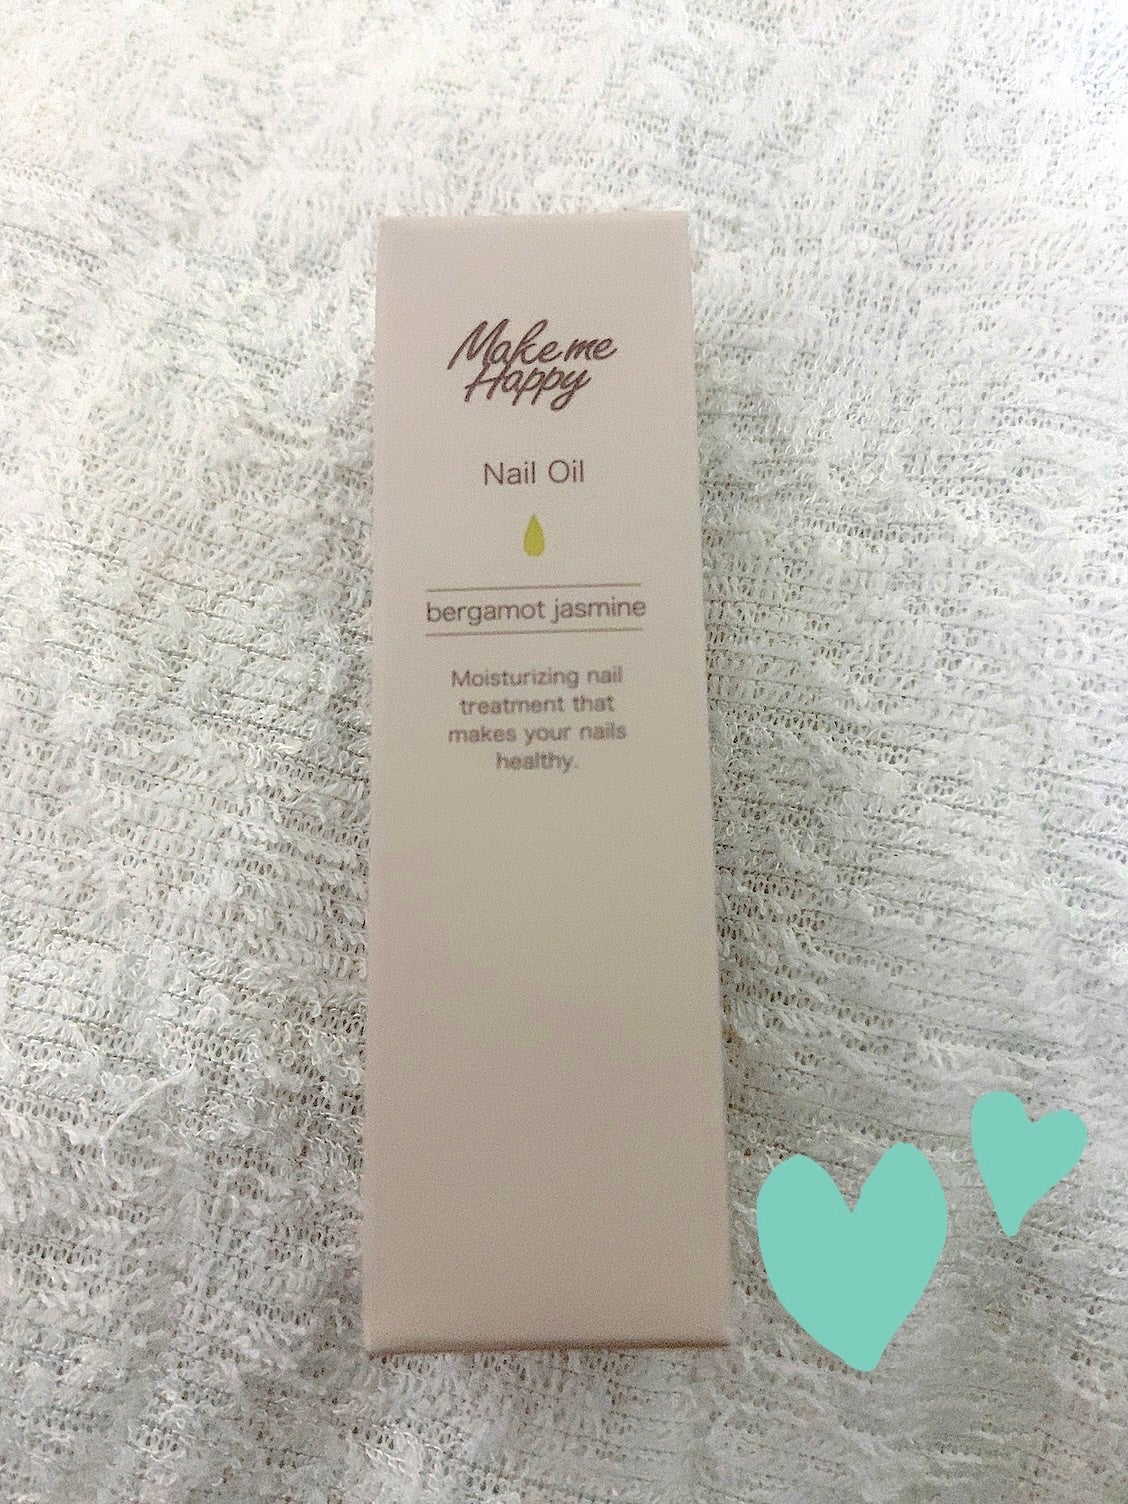 Make me
Happy
Nail Oil
bergamot jasmine
Moisturizing nail
treatment that
makes your nails
healthy.